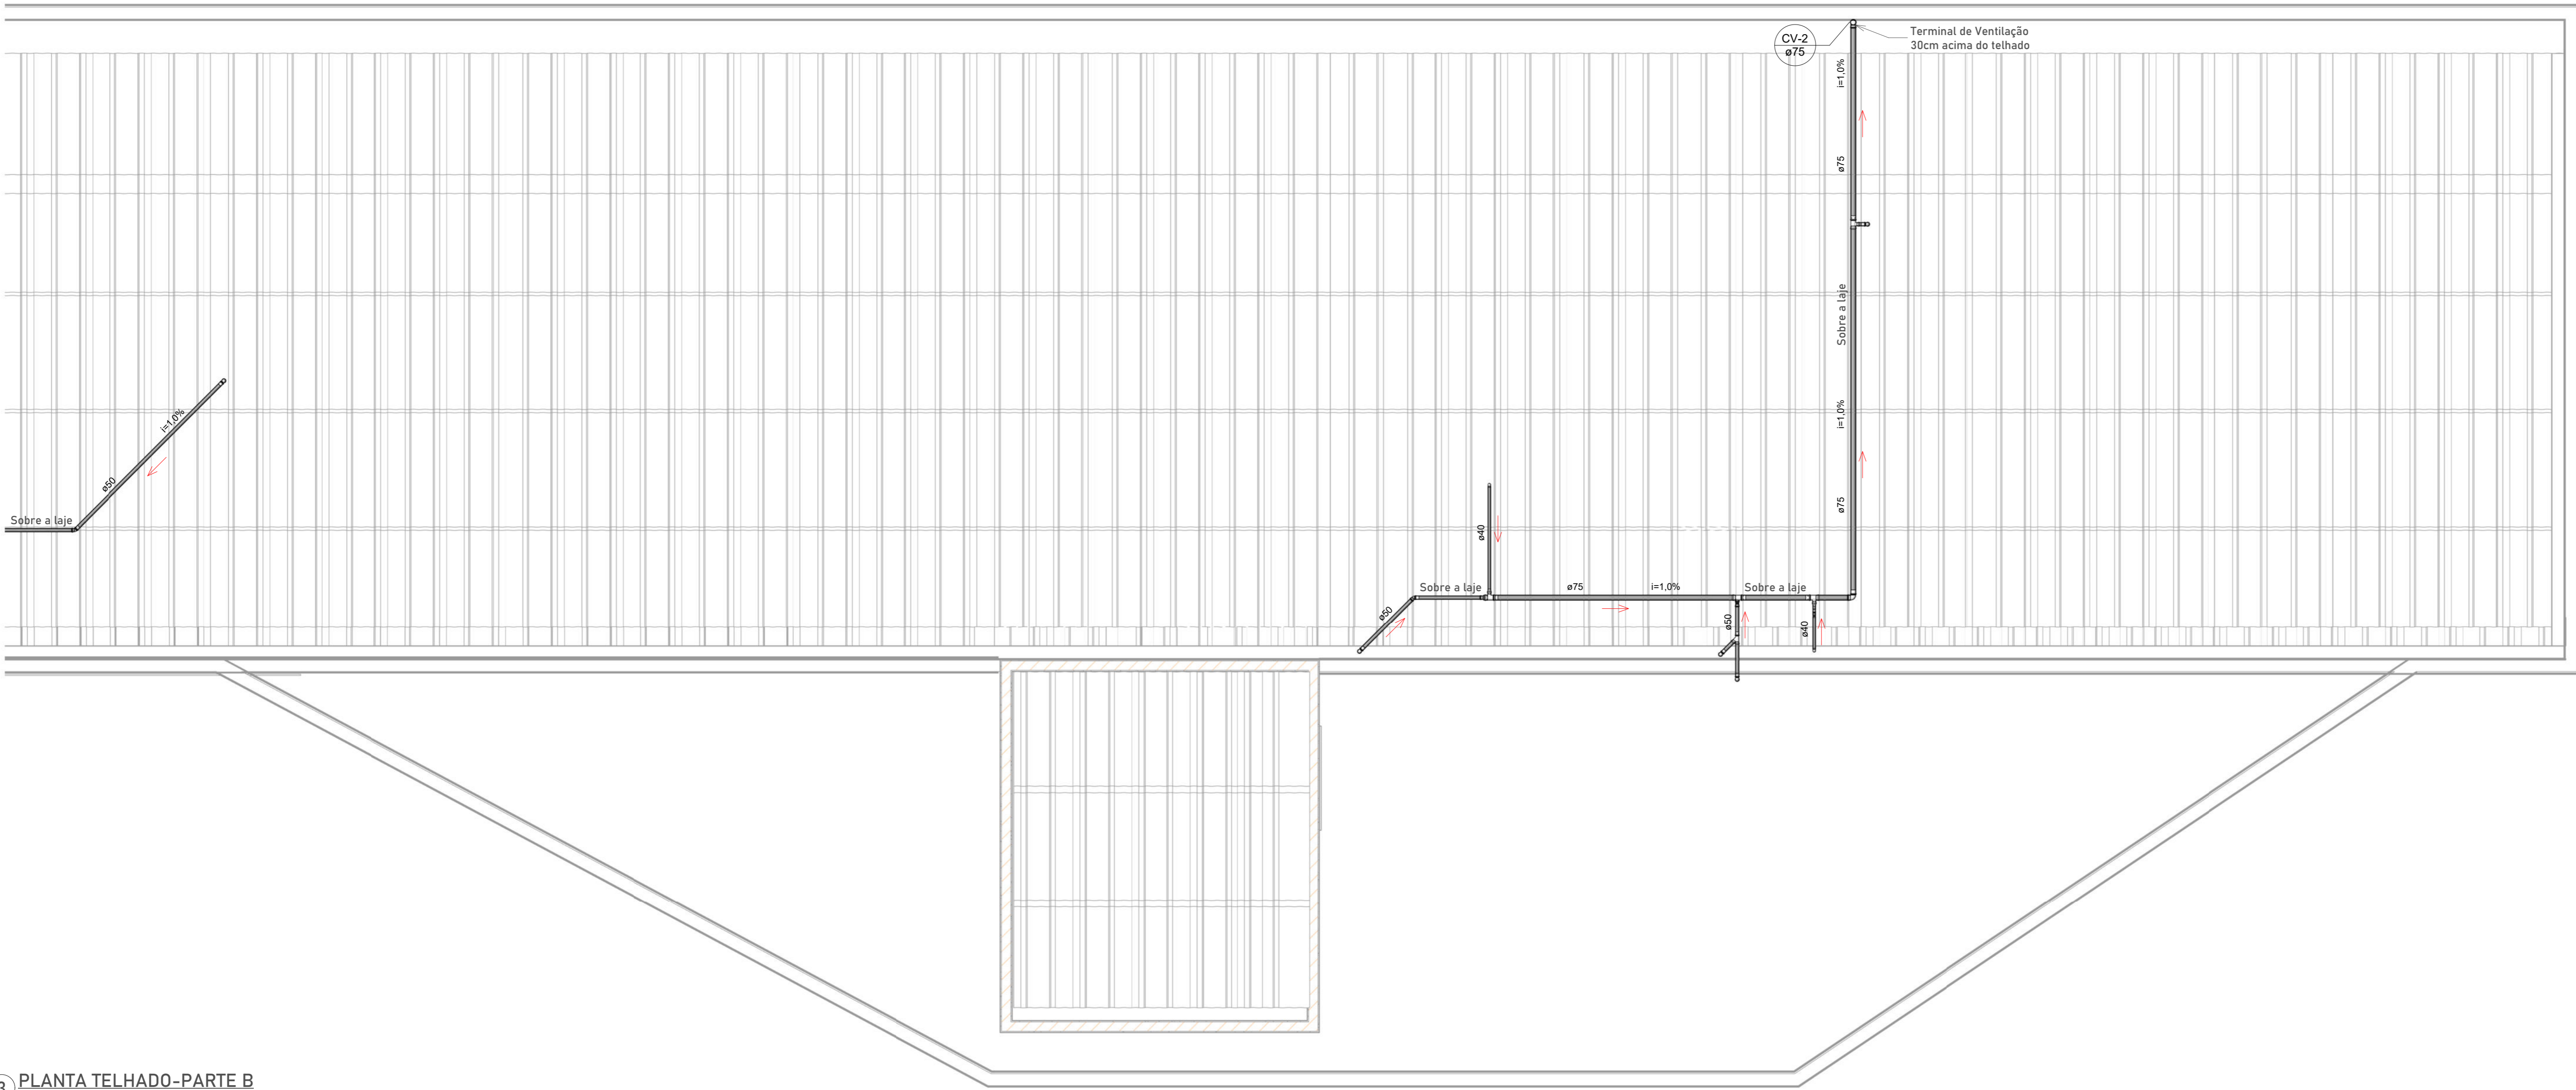 CV-2
ø75
Terminal de Ventilação
30cm acima do telhado
i=1,0%
ø75
Sobre a laje
i=1,0%
ø75
i=1,0%
ø50
Sobre a laje
ø40
Sobre a laje
ø75
i=1,0%
Sobre a laje
ø50
ø50
ø40
PLANTA TELHADO-PARTE B